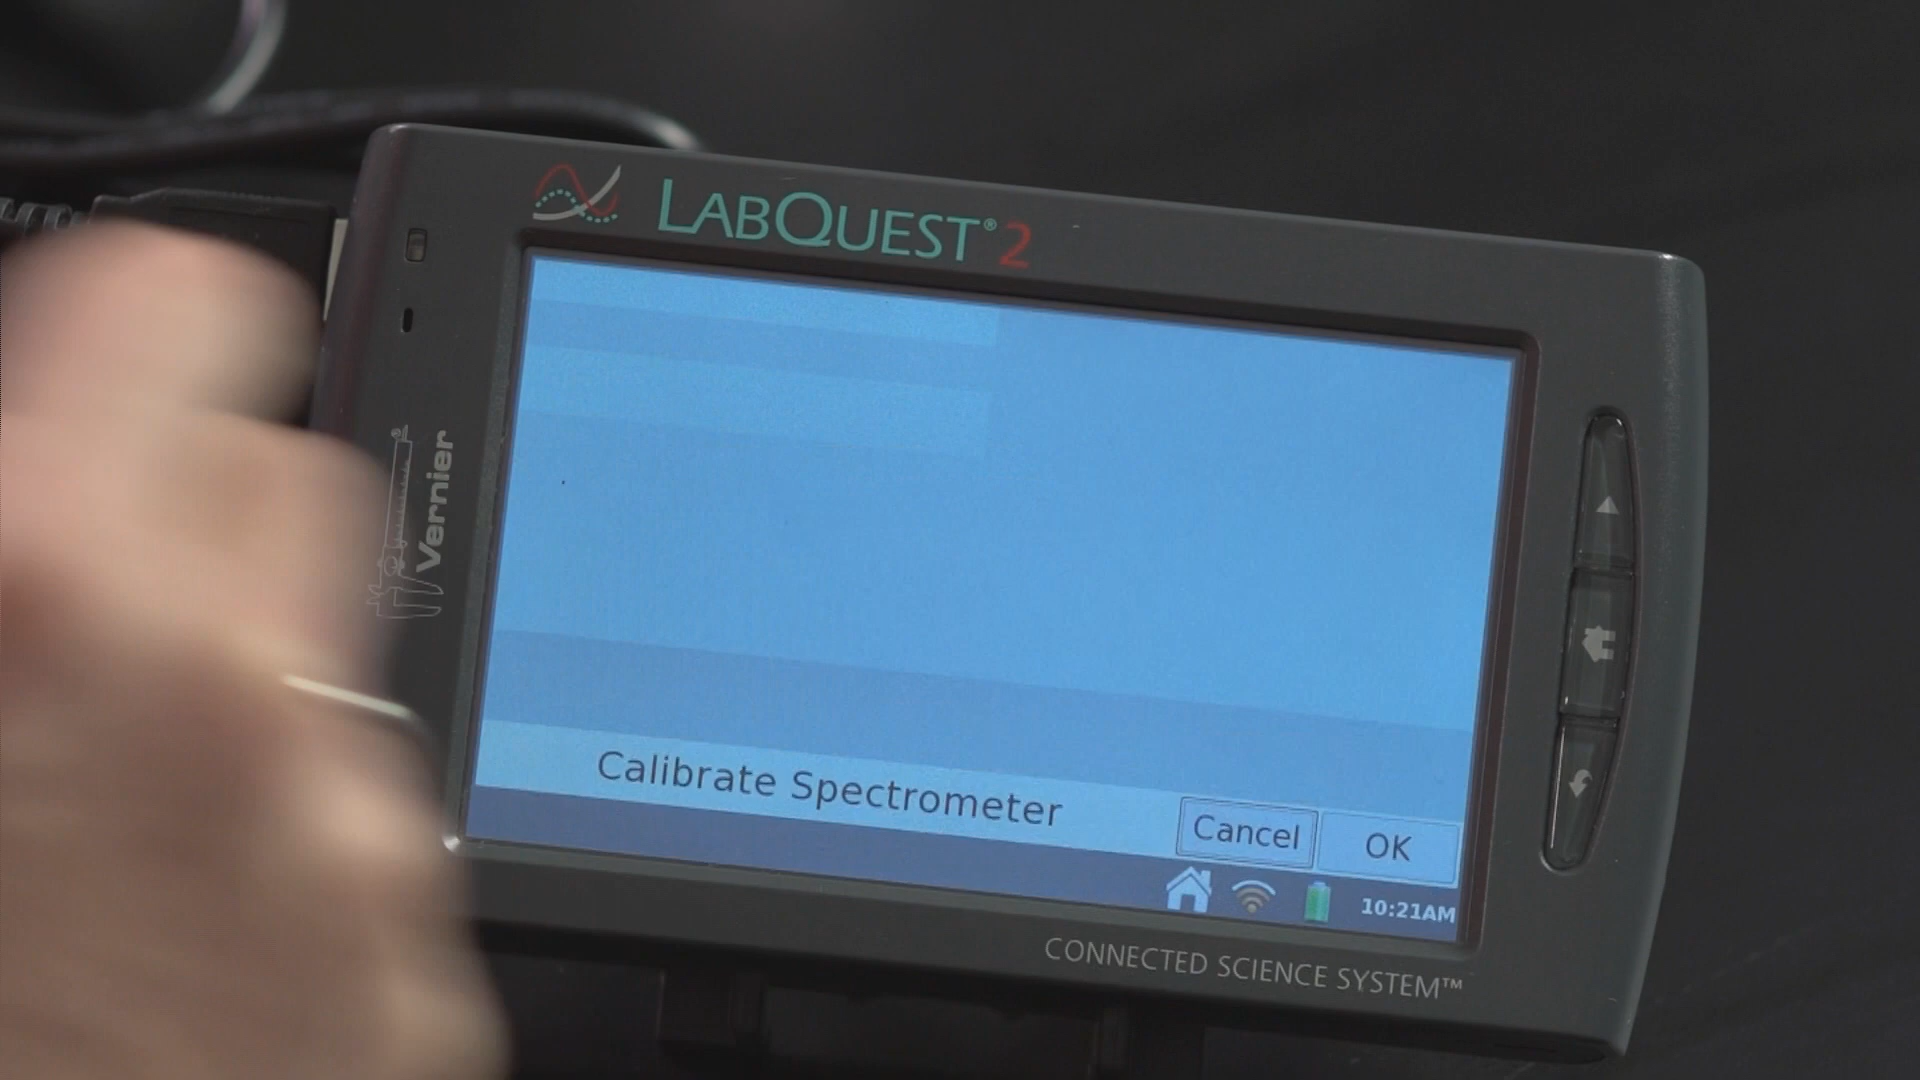 LABQUEST® 2
Vernier
Calibrate Spectrometer
Cancel
OK
10:21AM
CONNECTED SCIENCE SYSTEM™